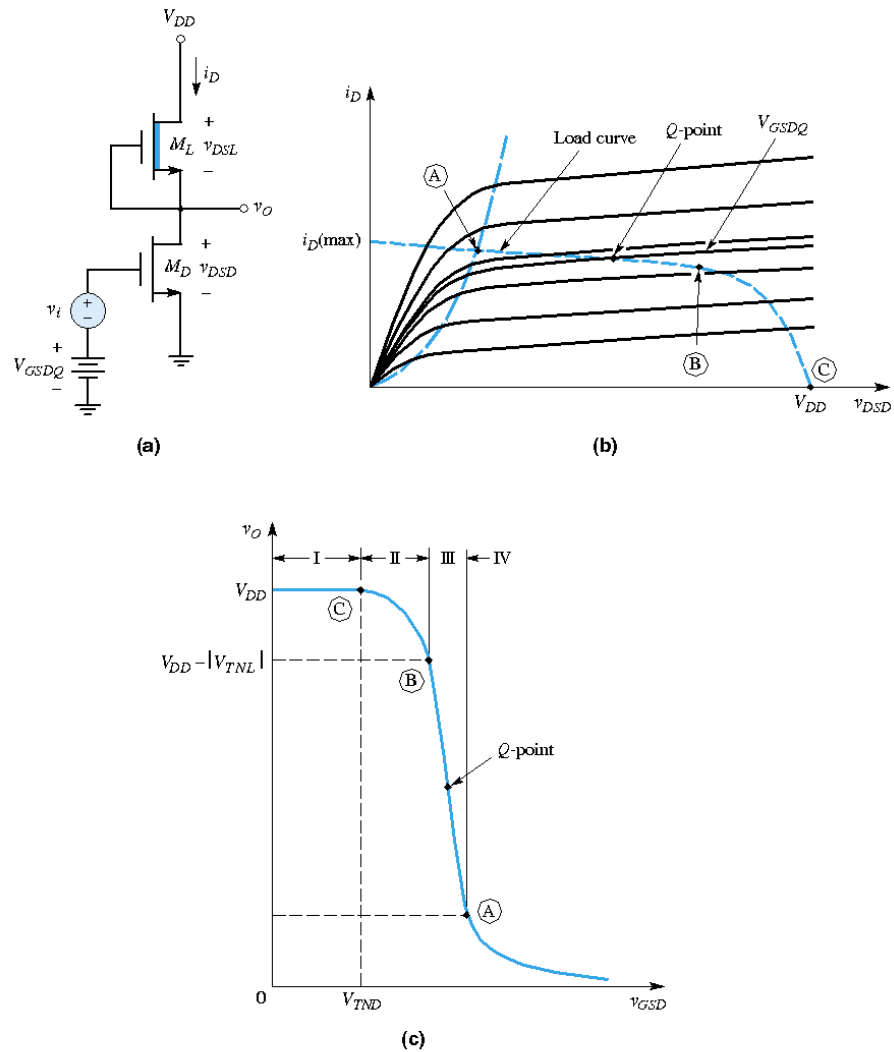 V_DD
i_D
+
M_L v_DSL
−
v_O
+
M_D v_DSD
−
v_i
+
−
+
V_GSDQ
−
(a)
i_D
Load curve
Q-point
V_GSDQ
A
i_D(max)
B
C
V_DD
v_DSD
(b)
v_O
I II III IV
V_DD
C
V_DD − |V_TNL|
B
Q-point
A
0
V_TND
v_GSD
(c)